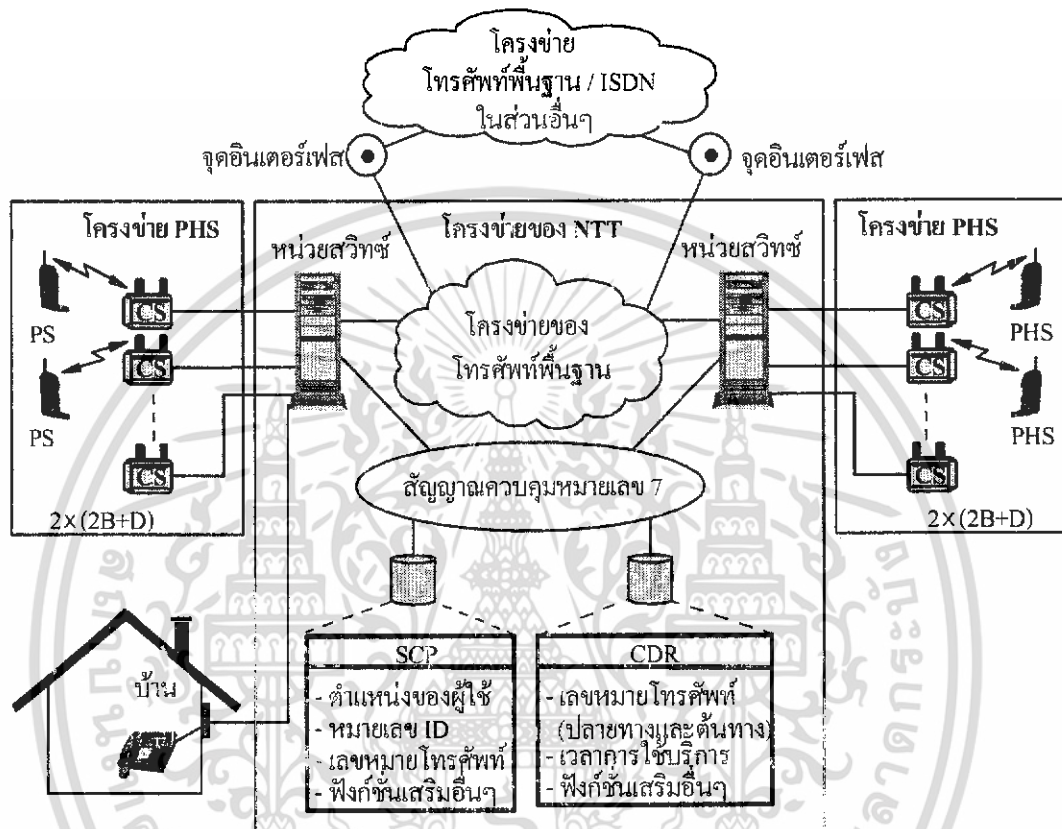 โครงข่าย
โทรศัพท์พื้นฐาน / ISDN
ในส่วนอื่นๆ
จุดอินเตอร์เฟส
จุดอินเตอร์เฟส
โครงข่าย PHS
โครงข่ายของ NTT
โครงข่าย PHS
หน่วยสวิทซ์
หน่วยสวิทซ์
CS
PS
CS
PS
CS
2×(2B+D)
โครงข่ายของ
โทรศัพท์พื้นฐาน
CS
PHS
CS
PHS
CS
2×(2B+D)
สัญญาณควบคุมหมายเลข 7
บ้าน
SCP
- ตำแหน่งของผู้ใช้
- หมายเลข ID
- เลขหมายโทรศัพท์
- ฟังก์ชั่นเสริมอื่นๆ
CDR
- เลขหมายโทรศัพท์
(ปลายทางและต้นทาง)
- เวลาการใช้บริการ
- ฟังก์ชั่นเสริมอื่นๆ